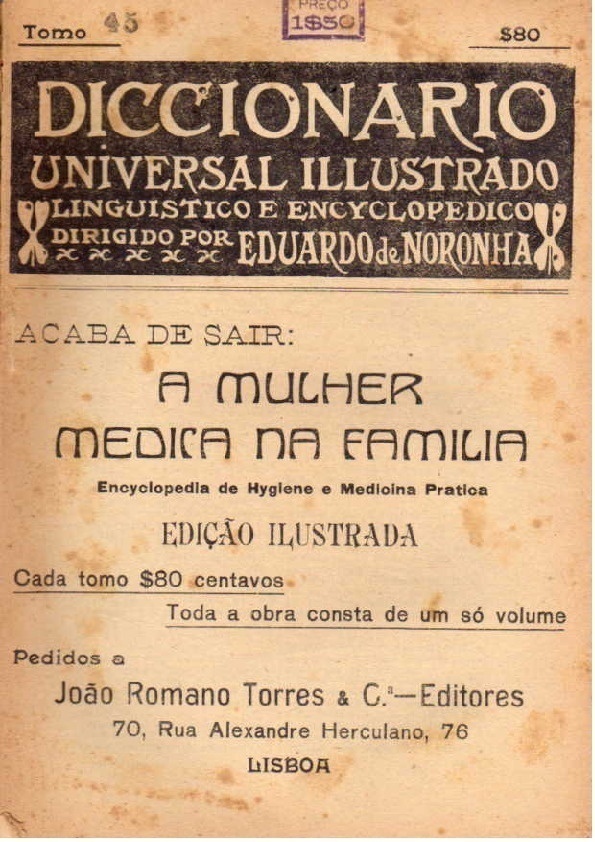 Tomo 45
PREÇO
1$50
$80
DICCIONARIO
UNIVERSAL ILLUSTRADO
LINGUISTICO E ENCYCLOPEDICO
DIRIGIDO POR EDUARDO de NORONHA
ACABA DE SAIR:
A MULHER
MEDICA NA FAMILIA
Encyclopedia de Hygiene e Medicina Pratica
EDIÇÃO ILUSTRADA
Cada tomo $80 centavos
Toda a obra consta de um só volume
Pedidos a
João Romano Torres & C.ª—Editores
70, Rua Alexandre Herculano, 76
LISBOA